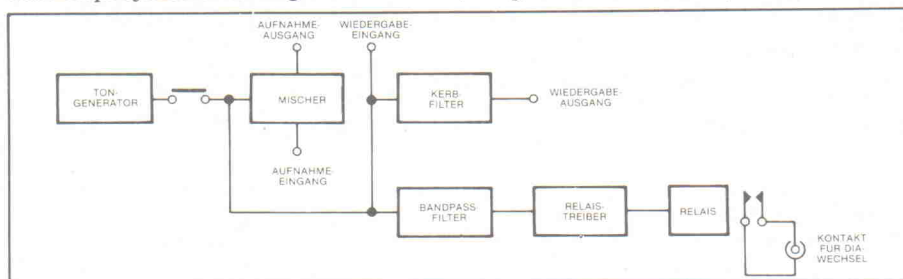 AUFNAHME-
AUSGANG
WIEDERGABE-
EINGANG
TON-
GENERATOR
MISCHER
KERB-
FILTER
WIEDERGABE-
AUSGANG
AUFNAHME-
EINGANG
BANDPASS-
FILTER
RELAIS-
TREIBER
RELAIS
KONTAKT
FÜR DIA-
WECHSEL